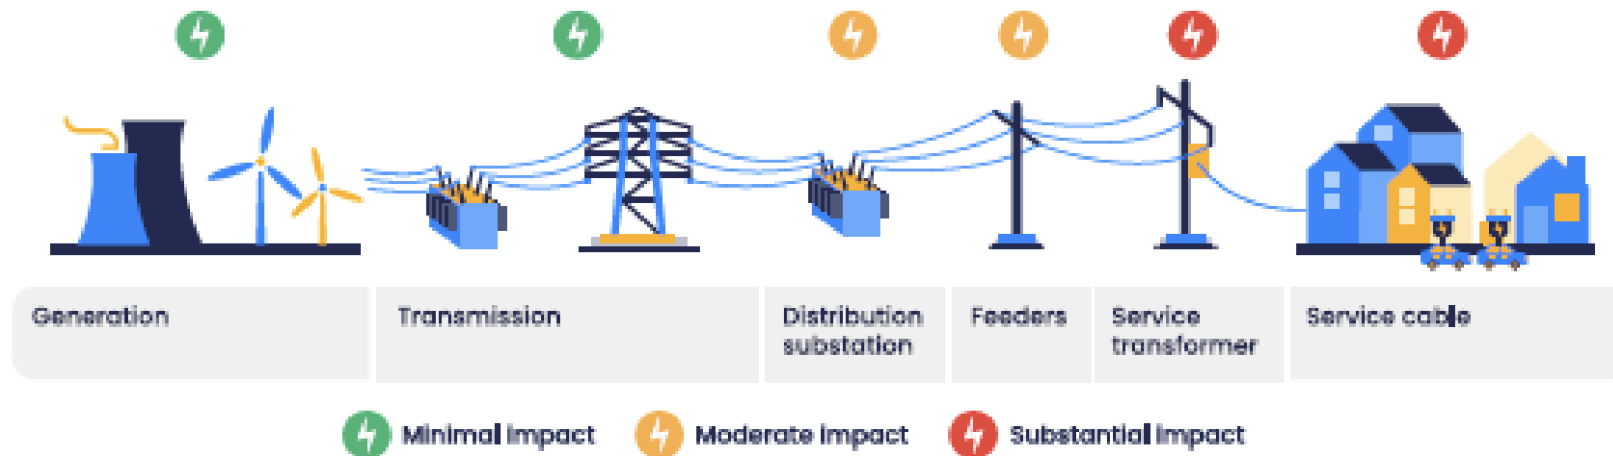 Generation
Transmission
Distribution
substation
Feeders
Service
transformer
Service cable
Minimal impact
Moderate impact
Substantial impact